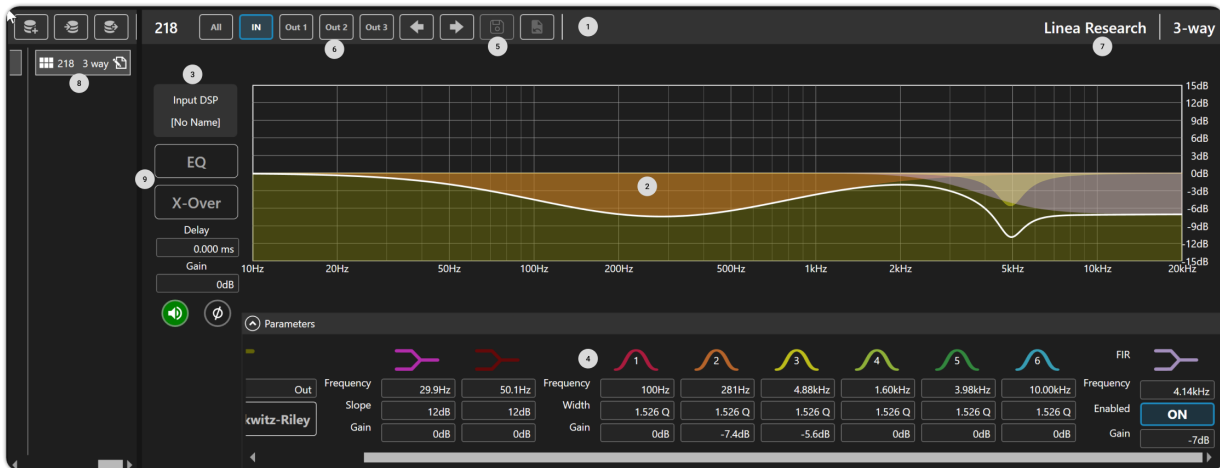 218 All IN Out 1 Out 2 Out 3 1 Linea Research 3-way
6 5 7
218 3 way
8
3
Input DSP
[No Name]
EQ
9
X-Over
Delay
0.000 ms
Gain
0dB
15dB
12dB
9dB
6dB
3dB
0dB
-3dB
-6dB
-9dB
-12dB
-15dB
2
10Hz 20Hz 50Hz 100Hz 200Hz 500Hz 1kHz 2kHz 5kHz 10kHz 20kHz
Parameters
4 1 2 3 4 5 6 FIR
Out Frequency 29.9Hz 50.1Hz Frequency 100Hz 281Hz 4.88kHz 1.60kHz 3.98kHz 10.00kHz Frequency 4.14kHz
kwitz-Riley Slope 12dB 12dB Width 1.526 Q 1.526 Q 1.526 Q 1.526 Q 1.526 Q 1.526 Q Enabled ON
Gain 0dB 0dB Gain 0dB -7.4dB -5.6dB 0dB 0dB 0dB Gain -7dB